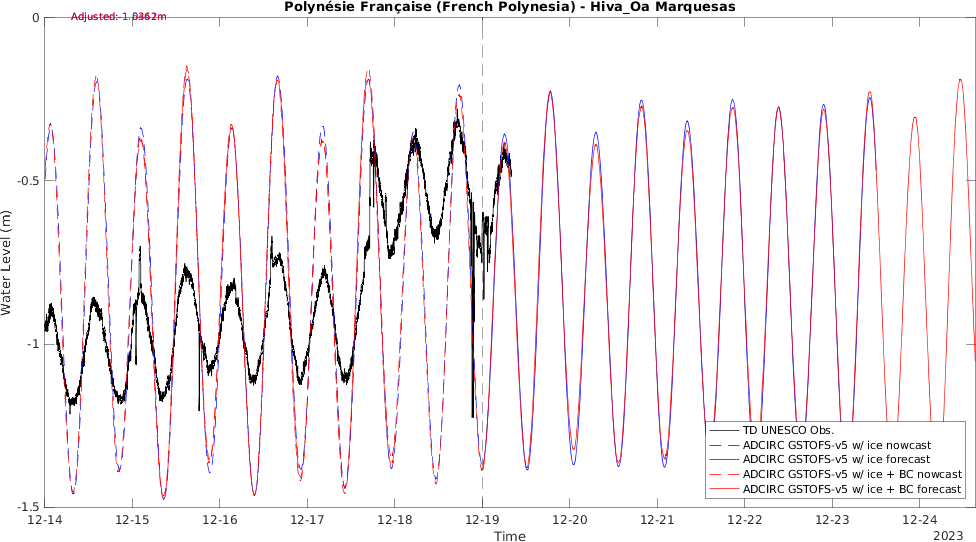 Polynésie Française (French Polynesia) - Hiva_Oa Marquesas
Adjusted:
0
-0.5
-1
-1.5
Water Level (m)
12-14
12-15
12-16
12-17
12-18
12-19
12-20
12-21
12-22
12-23
12-24
Time
2023
TD UNESCO Obs.
ADCIRC GSTOFS-v5 w/ ice nowcast
ADCIRC GSTOFS-v5 w/ ice forecast
ADCIRC GSTOFS-v5 w/ ice + BC nowcast
ADCIRC GSTOFS-v5 w/ ice + BC forecast